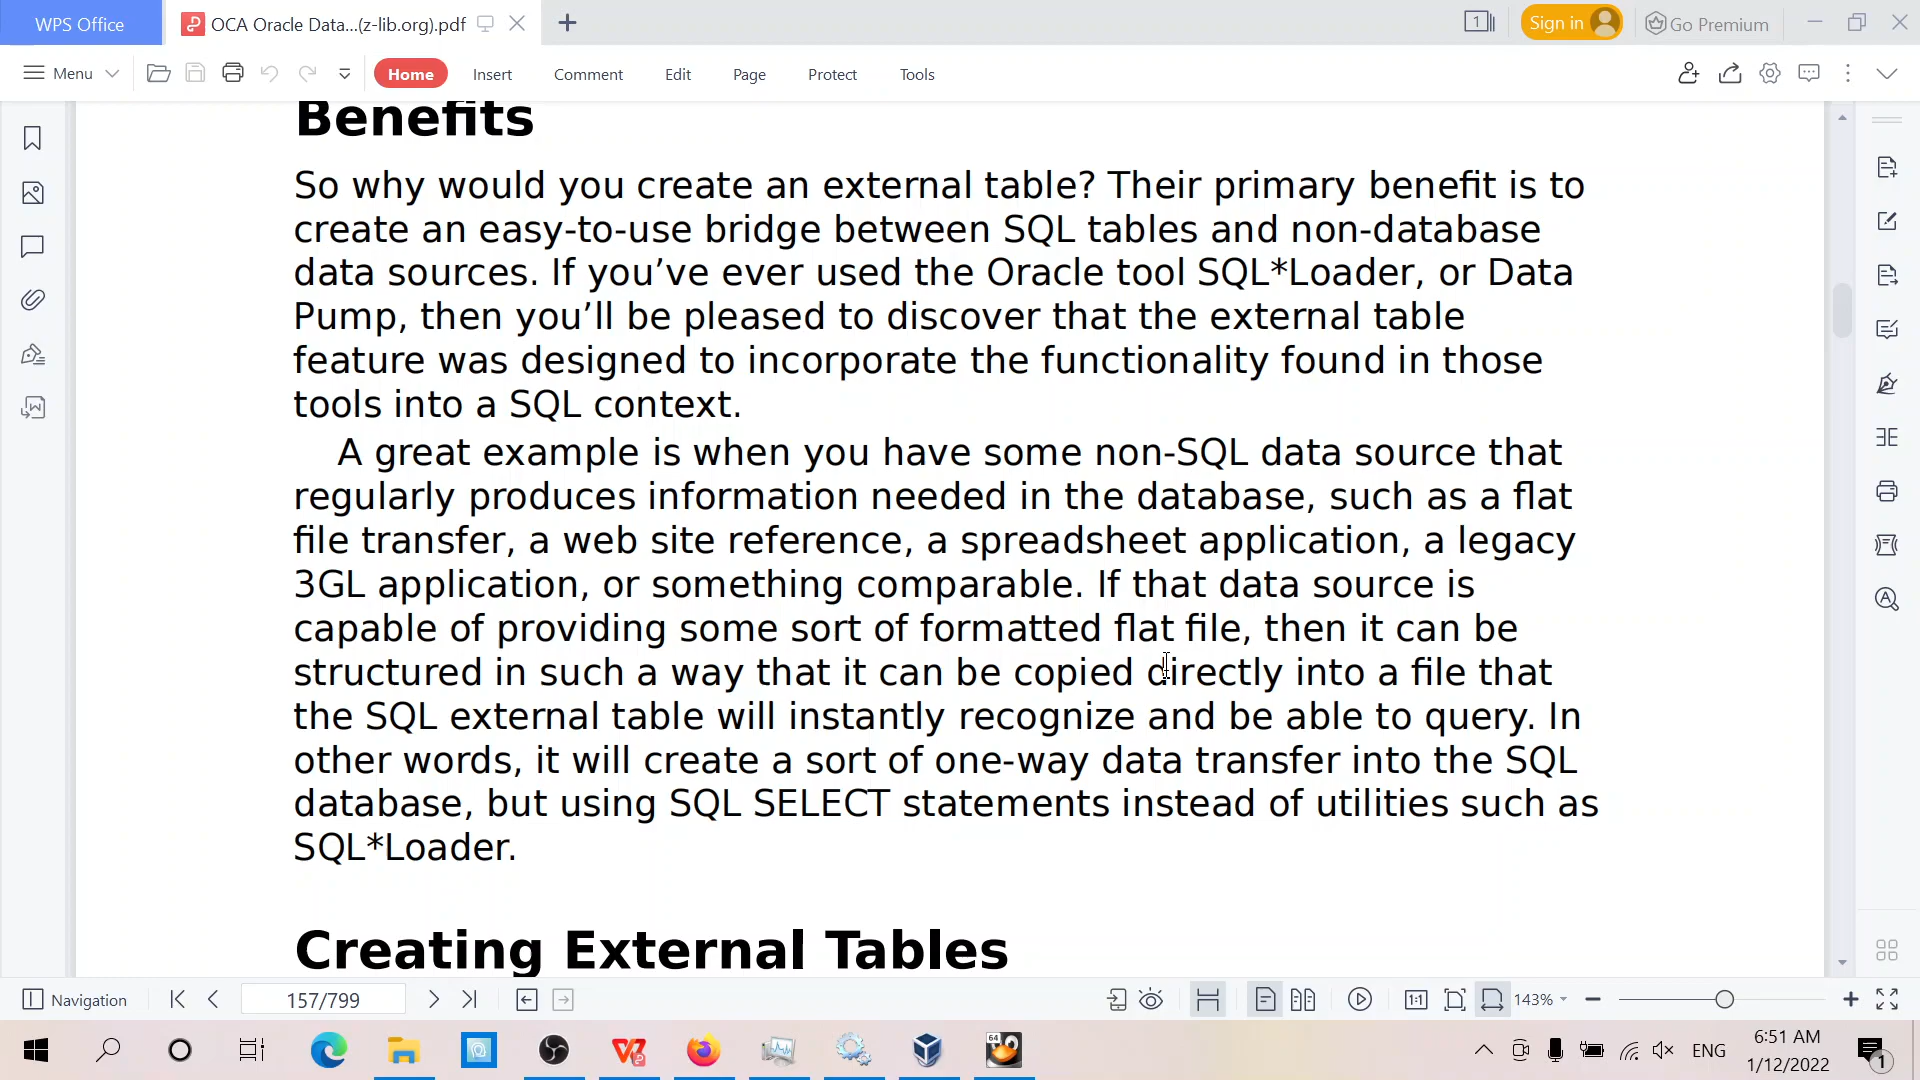 WPS Office
OCA Oracle Data...(z-lib.org).pdf
1
Sign in
Go Premium
Menu
Home
Insert
Comment
Edit
Page
Protect
Tools
Benefits
So why would you create an external table? Their primary benefit is to
create an easy-to-use bridge between SQL tables and non-database
data sources. If you’ve ever used the Oracle tool SQL*Loader, or Data
Pump, then you’ll be pleased to discover that the external table
feature was designed to incorporate the functionality found in those
tools into a SQL context.
A great example is when you have some non-SQL data source that
regularly produces information needed in the database, such as a flat
file transfer, a web site reference, a spreadsheet application, a legacy
3GL application, or something comparable. If that data source is
capable of providing some sort of formatted flat file, then it can be
structured in such a way that it can be copied directly into a file that
the SQL external table will instantly recognize and be able to query. In
other words, it will create a sort of one-way data transfer into the SQL
database, but using SQL SELECT statements instead of utilities such as
SQL*Loader.
Creating External Tables
Navigation
157/799
1:1
143%
64
ENG
6:51 AM
1/12/2022
1